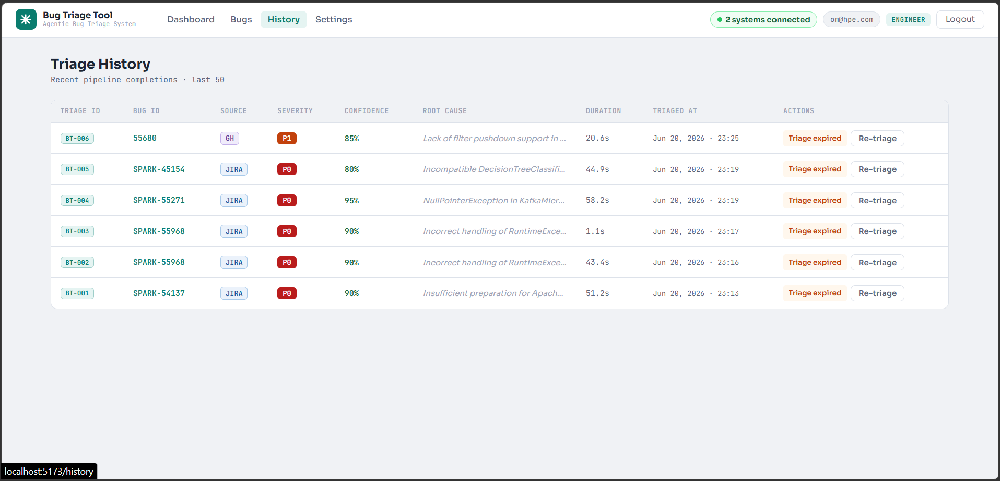 Bug Triage Tool
Agentic Bug Triage System
Dashboard Bugs History Settings
2 systems connected om@hpe.com ENGINEER Logout
Triage History
Recent pipeline completions · last 50
TRIAGE ID BUG ID SOURCE SEVERITY CONFIDENCE ROOT CAUSE DURATION TRIAGED AT ACTIONS
BT-006 55680 GH P1 85% Lack of filter pushdown support in ... 20.6s Jun 20, 2026 · 23:25 Triage expired Re-triage
BT-005 SPARK-45154 JIRA P0 80% Incompatible DecisionTreeClassifi... 44.9s Jun 20, 2026 · 23:19 Triage expired Re-triage
BT-004 SPARK-55271 JIRA P0 95% NullPointerException in KafkaMicr... 58.2s Jun 20, 2026 · 23:19 Triage expired Re-triage
BT-003 SPARK-55968 JIRA P0 90% Incorrect handling of RuntimeExce... 1.1s Jun 20, 2026 · 23:17 Triage expired Re-triage
BT-002 SPARK-55968 JIRA P0 90% Incorrect handling of RuntimeExce... 43.4s Jun 20, 2026 · 23:16 Triage expired Re-triage
BT-001 SPARK-54137 JIRA P0 90% Insufficient preparation for Apach... 51.2s Jun 20, 2026 · 23:13 Triage expired Re-triage
localhost:5173/history